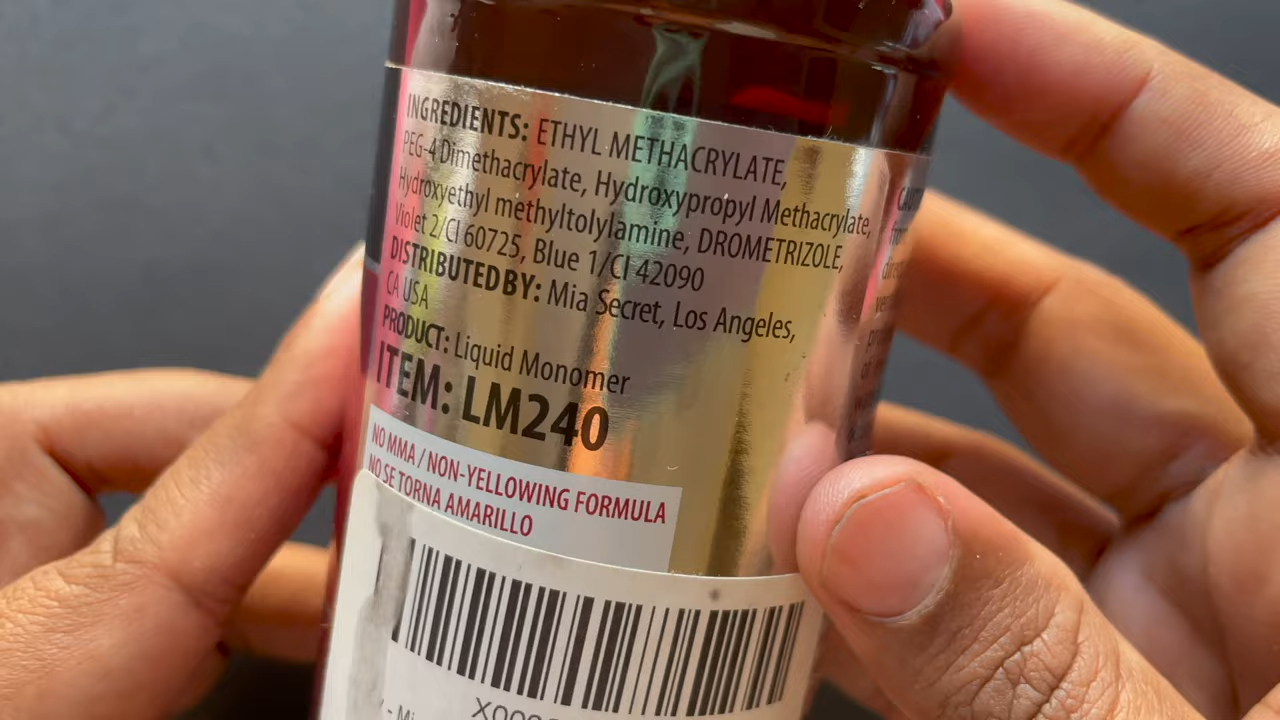 INGREDIENTS: ETHYL METHACRYLATE,
PEG-4 Dimethacrylate, Hydroxypropyl Methacrylate,
Hydroxyethyl methyltolylamine, DROMETRIZOLE,
Violet 2/CI 60725, Blue 1/CI 42090
DISTRIBUTED BY: Mia Secret, Los Angeles,
CA USA
PRODUCT: Liquid Monomer
ITEM: LM240
NO MMA / NON-YELLOWING FORMULA
NO SE TORNA AMARILLO